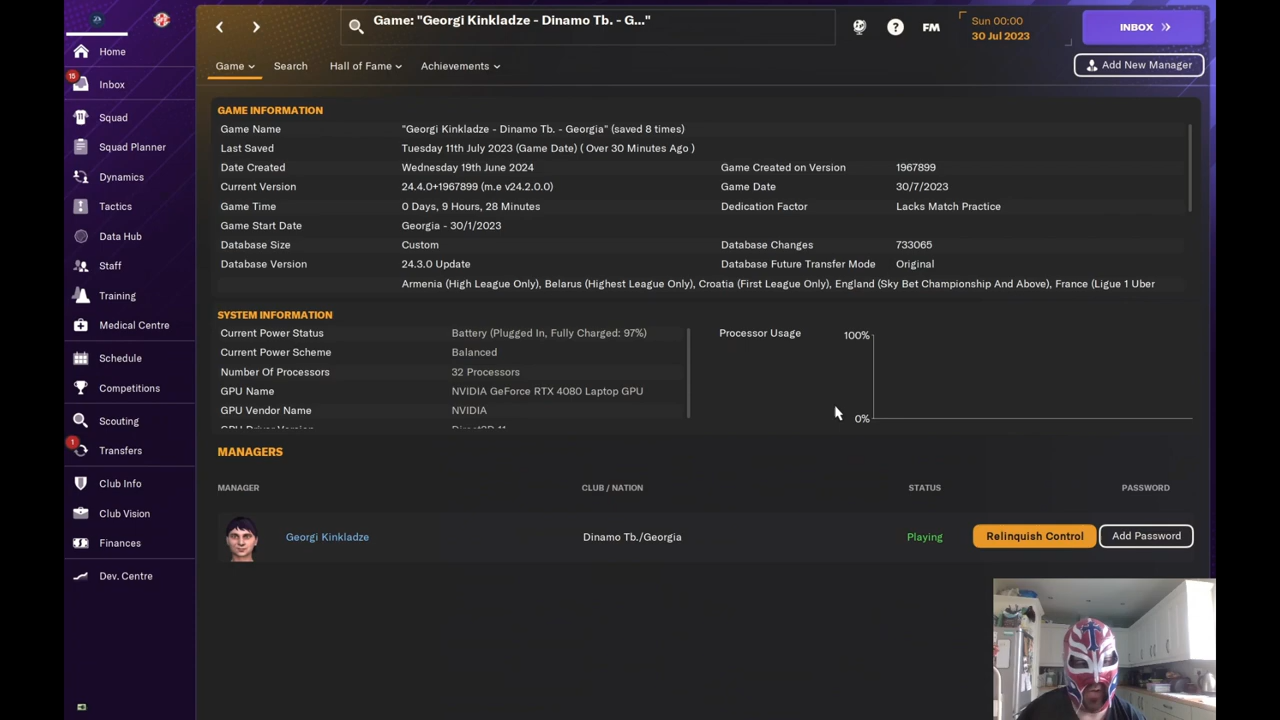 Game: "Georgi Kinkladze - Dinamo Tb. - G..."
FM
Sun 00:00
30 Jul 2023
INBOX
Home
15
Inbox
Game
Search
Hall of Fame
Achievements
Add New Manager
Squad
Squad Planner
Dynamics
Tactics
Data Hub
Staff
Training
Medical Centre
Schedule
Competitions
Scouting
1
Transfers
Club Info
Club Vision
Finances
Dev. Centre
GAME INFORMATION
Game Name "Georgi Kinkladze - Dinamo Tb. - Georgia" (saved 8 times)
Last Saved Tuesday 11th July 2023 (Game Date) ( Over 30 Minutes Ago )
Date Created Wednesday 19th June 2024 Game Created on Version 1967899
Current Version 24.4.0+1967899 (m.e v24.2.0.0) Game Date 30/7/2023
Game Time 0 Days, 9 Hours, 28 Minutes Dedication Factor Lacks Match Practice
Game Start Date Georgia - 30/1/2023
Database Size Custom Database Changes 733065
Database Version 24.3.0 Update Database Future Transfer Mode Original
Armenia (High League Only), Belarus (Highest League Only), Croatia (First League Only), England (Sky Bet Championship And Above), France (Ligue 1 Uber
SYSTEM INFORMATION
Current Power Status Battery (Plugged In, Fully Charged: 97%)
Current Power Scheme Balanced
Number Of Processors 32 Processors
GPU Name NVIDIA GeForce RTX 4080 Laptop GPU
GPU Vendor Name NVIDIA
GPU Driver Version Direct3D 11
Processor Usage 100%
0%
MANAGERS
MANAGER CLUB / NATION STATUS PASSWORD
Georgi Kinkladze Dinamo Tb./Georgia Playing Relinquish Control Add Password